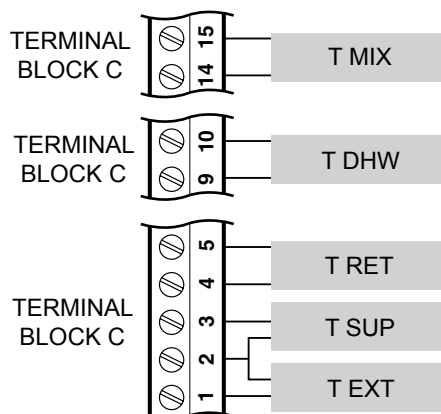 TERMINAL
BLOCK C
15
14
T MIX
TERMINAL
BLOCK C
10
9
T DHW
TERMINAL
BLOCK C
5
4
3
2
1
T RET
T SUP
T EXT